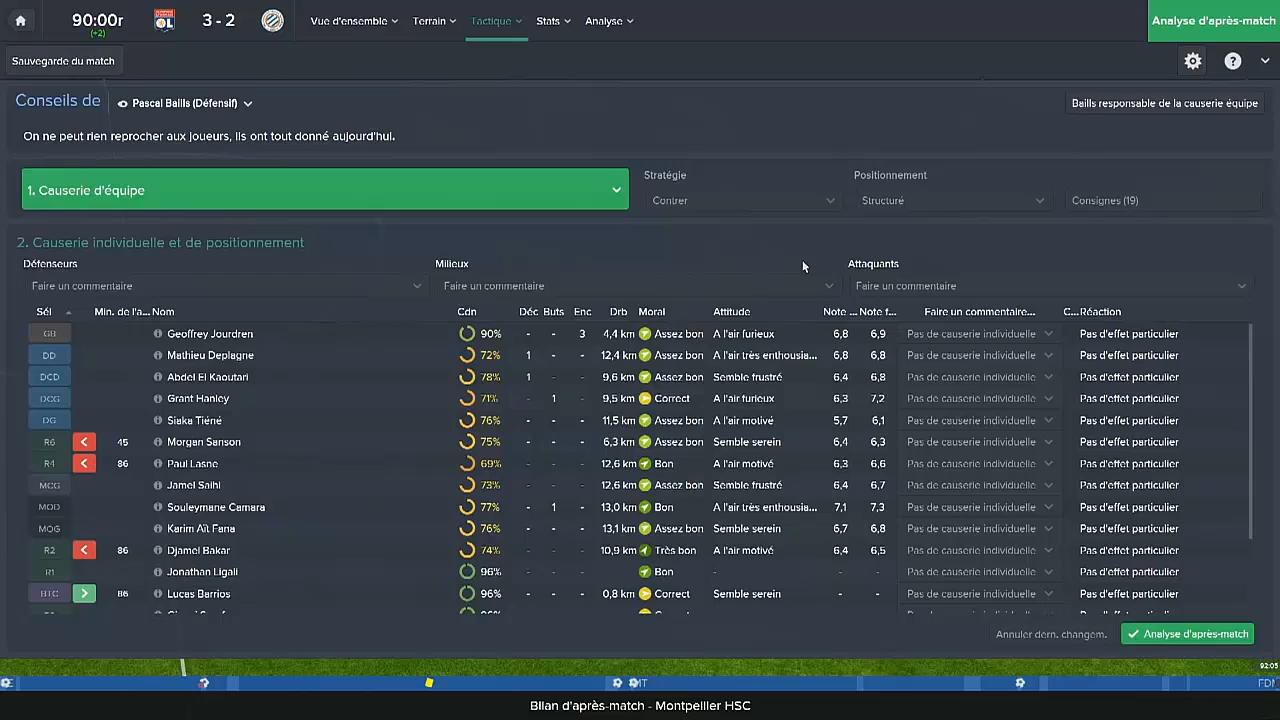 90:00r 3 - 2 Vue d'ensemble Terrain Tactique Stats Analyse Analyse d'après-match
(+2)
Sauvegarde du match
Conseils de Pascal Baills (Défensif) Baills responsable de la causerie équipe
On ne peut rien reprocher aux joueurs, ils ont tout donné aujourd'hui.
Stratégie Positionnement
1. Causerie d'équipe Contrer Structuré Consignes (19)
2. Causerie individuelle et de positionnement
Défenseurs Milieux Attaquants
Faire un commentaire Faire un commentaire Faire un commentaire
Sél Min. de l'a... Nom Cdn Déc Buts Enc Drb Moral Attitude Note ... Note f... Faire un commentaire... C... Réaction
GB Geoffrey Jourdren 90% - - 3 4,4 km Assez bon A l'air furieux 6,8 6,9 Pas de causerie individuelle Pas d'effet particulier
DD Mathieu Deplagne 72% 1 - - 12,4 km Assez bon A l'air très enthousia... 6,8 6,8 Pas de causerie individuelle Pas d'effet particulier
DCD Abdel El Kaoutari 78% 1 - - 9,6 km Assez bon Semble frustré 6,4 6,8 Pas de causerie individuelle Pas d'effet particulier
DCG Grant Hanley 71% - 1 - 9,5 km Correct A l'air furieux 6,3 7,2 Pas de causerie individuelle Pas d'effet particulier
DG Siaka Tiéné 76% - - - 11,5 km Assez bon A l'air motivé 5,7 6,1 Pas de causerie individuelle Pas d'effet particulier
R6 45 Morgan Sanson 75% - - - 6,3 km Assez bon Semble serein 6,4 6,3 Pas de causerie individuelle Pas d'effet particulier
R4 86 Paul Lasne 69% - - - 12,6 km Bon A l'air motivé 6,3 6,6 Pas de causerie individuelle Pas d'effet particulier
MCG Jamel Saihi 73% - - - 12,6 km Assez bon Semble frustré 6,4 6,7 Pas de causerie individuelle Pas d'effet particulier
MOD Souleymane Camara 77% - 1 - 13,0 km Bon A l'air très enthousia... 7,1 7,3 Pas de causerie individuelle Pas d'effet particulier
MOG Karim Aït Fana 76% - - - 13,1 km Assez bon Semble serein 6,7 6,8 Pas de causerie individuelle Pas d'effet particulier
R2 86 Djamel Bakar 74% - - - 10,9 km Très bon A l'air motivé 6,4 6,5 Pas de causerie individuelle Pas d'effet particulier
R1 Jonathan Ligali 96% Bon - - - Pas de causerie individuelle Pas d'effet particulier
BTC 86 Lucas Barrios 96% - - - 0,8 km Correct Semble serein - - Pas de causerie individuelle Pas d'effet particulier
Annuler dern. changem. Analyse d'après-match
92:05
MT FDM
Bilan d'après-match - Montpellier HSC